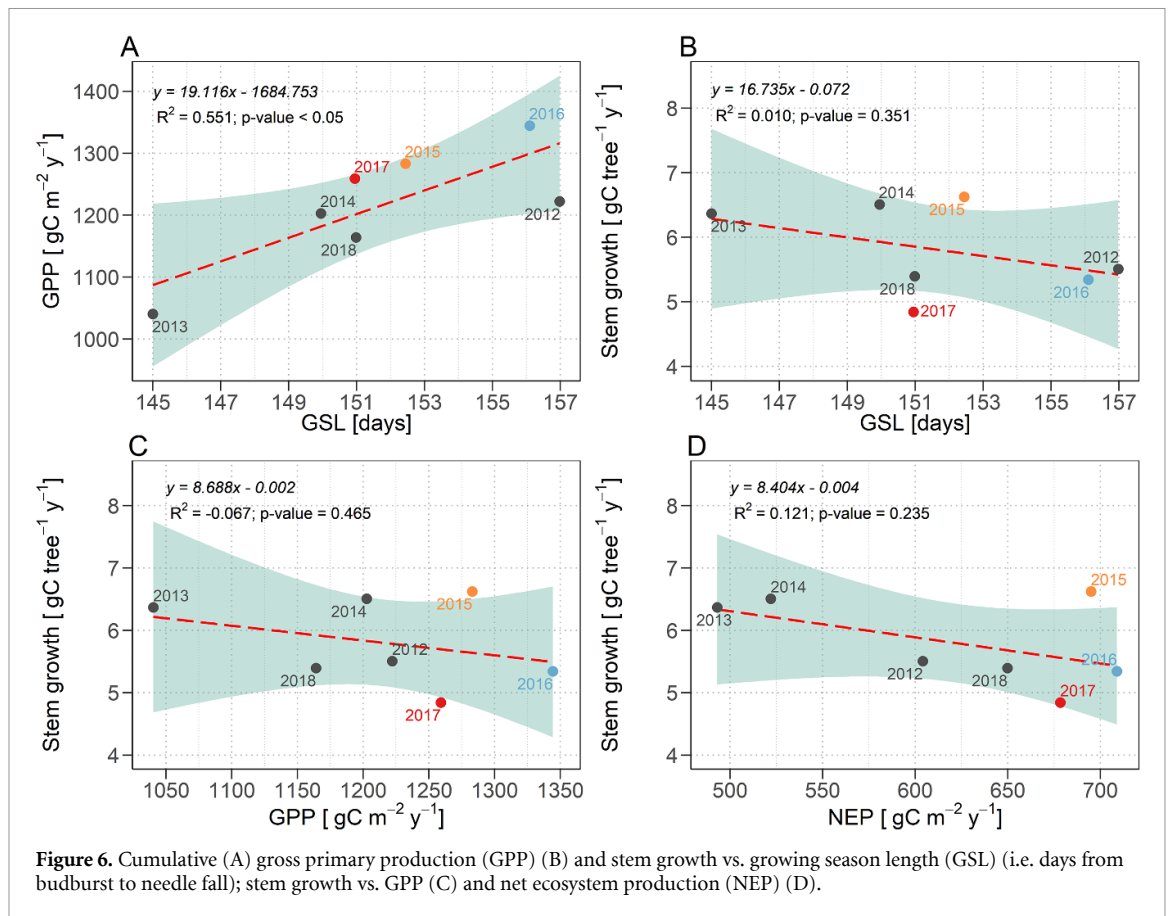 A
GPP [ gC m⁻² y⁻¹]
y = 19.116x - 1684.753
R² = 0.551; p-value < 0.05
1400
1300
1200
1100
1000
2016
2015
2017
2014
2012
2018
2013
145 147 149 151 153 155 157
GSL [days]
B
Stem growth [ gC tree⁻¹ y⁻¹]
y = 16.735x - 0.072
R² = 0.010; p-value = 0.351
8
7
6
5
4
2014
2015
2013
2012
2018
2016
2017
145 147 149 151 153 155 157
GSL [days]
C
Stem growth [ gC tree⁻¹ y⁻¹]
y = 8.688x - 0.002
R² = -0.067; p-value = 0.465
8
7
6
5
4
2013
2014
2015
2012
2018
2016
2017
1050 1100 1150 1200 1250 1300 1350
GPP [ gC m⁻² y⁻¹]
D
Stem growth [ gC tree⁻¹ y⁻¹]
y = 8.404x - 0.004
R² = 0.121; p-value = 0.235
8
7
6
5
4
2015
2014
2013
2016
2012
2018
2017
500 550 600 650 700
NEP [ gC m⁻² y⁻¹]
Figure 6. Cumulative (A) gross primary production (GPP) (B) and stem growth vs. growing season length (GSL) (i.e. days from
budburst to needle fall); stem growth vs. GPP (C) and net ecosystem production (NEP) (D).